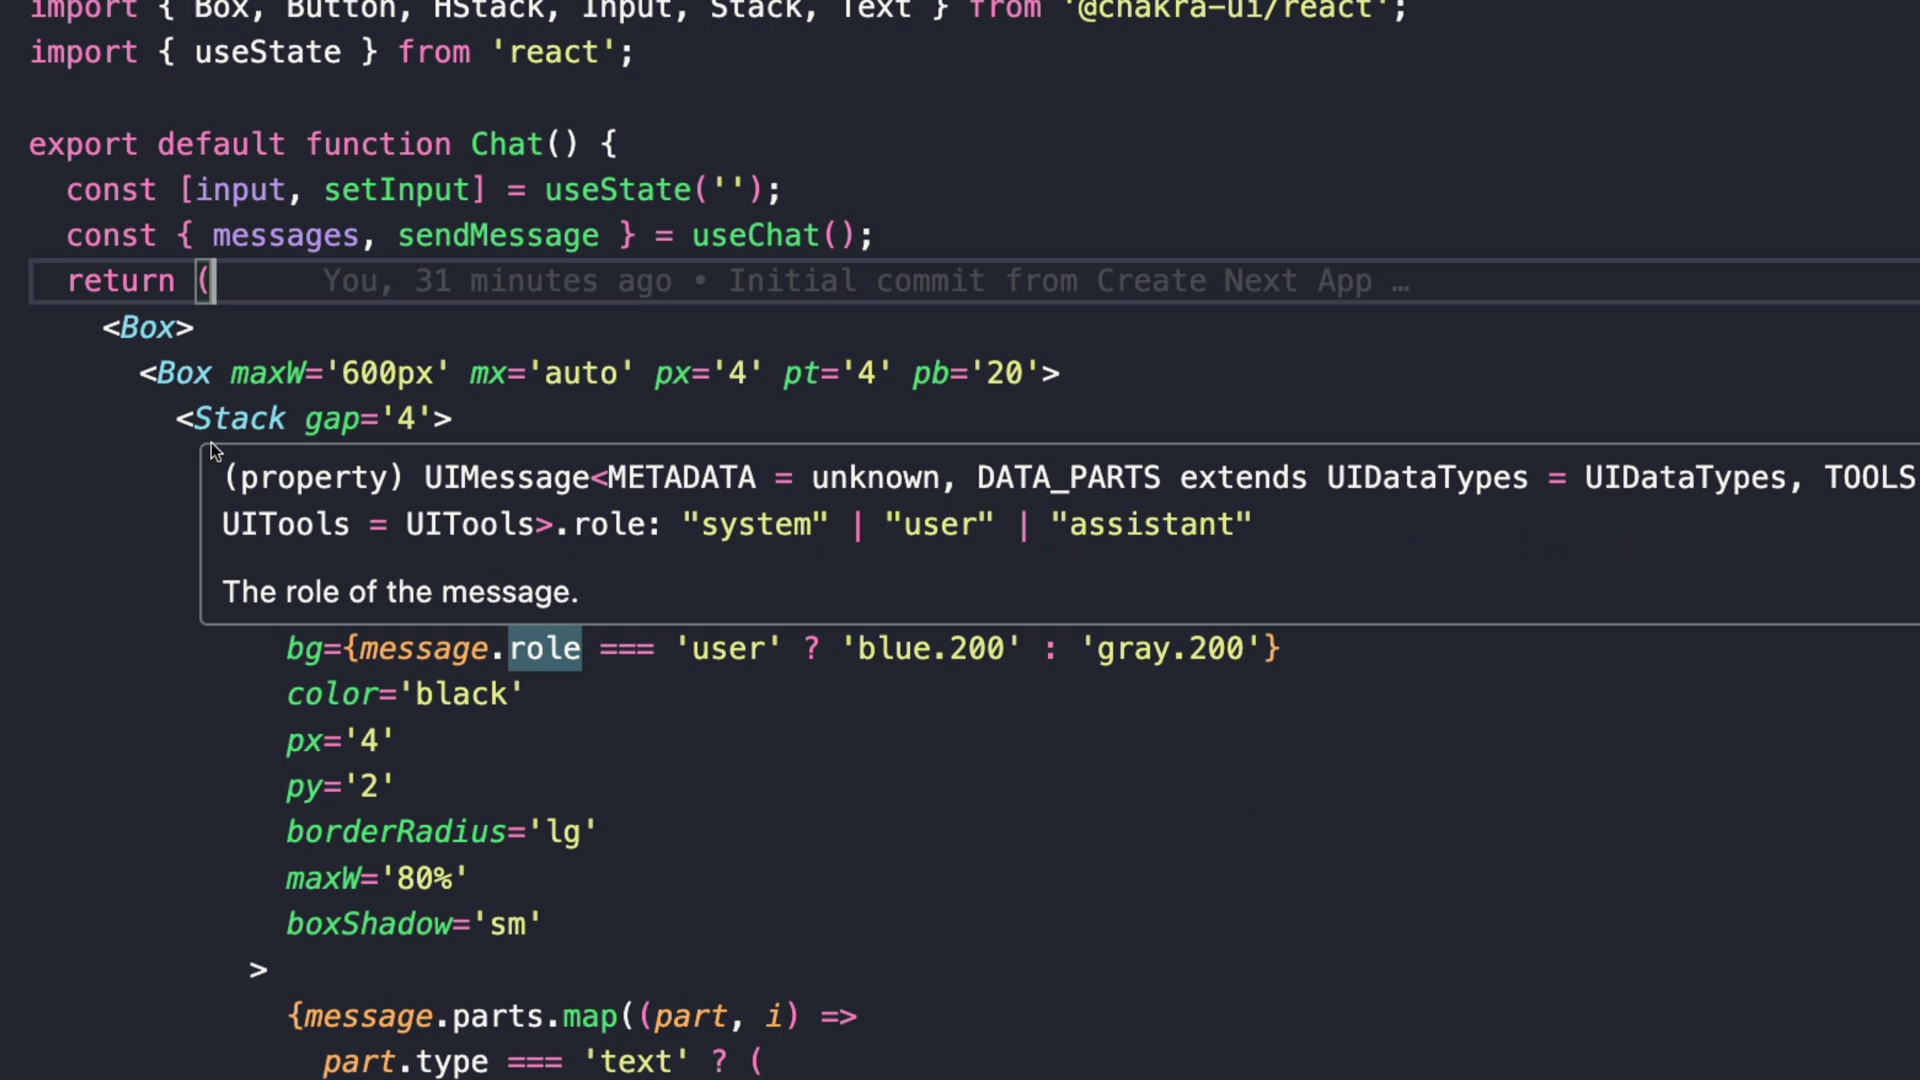 import { Box, Button, HStack, Input, Stack, Text } from '@chakra-ui/react';
import { useState } from 'react';
export default function Chat() {
const [input, setInput] = useState('');
const { messages, sendMessage } = useChat();
return ( You, 31 minutes ago • Initial commit from Create Next App …
<Box>
<Box maxW='600px' mx='auto' px='4' pt='4' pb='20'>
<Stack gap='4'>
(property) UIMessage<METADATA = unknown, DATA_PARTS extends UIDataTypes = UIDataTypes, TOOLS
UITools = UITools>.role: "system" | "user" | "assistant"
The role of the message.
bg={message.role === 'user' ? 'blue.200' : 'gray.200'}
color='black'
px='4'
py='2'
borderRadius='lg'
maxW='80%'
boxShadow='sm'
>
{message.parts.map((part, i) =>
part.type === 'text' ? (